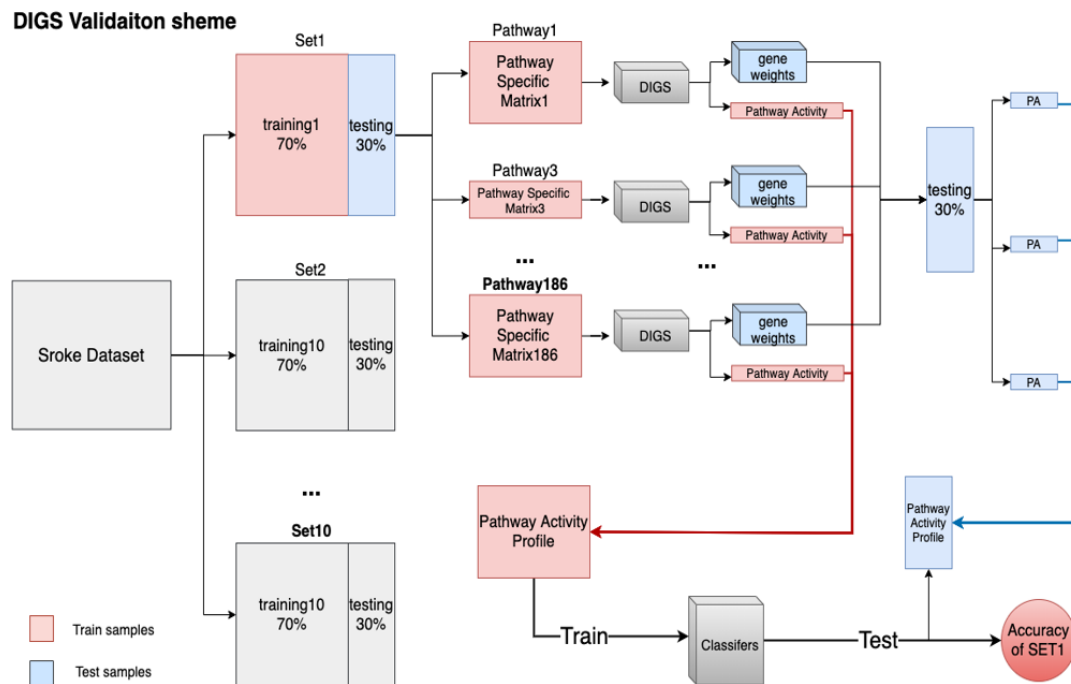 DIGS Validaiton sheme
Set1
training1
70%
testing
30%
Pathway1
Pathway
Specific
Matrix1
DIGS
gene
weights
Pathway Activity
Pathway3
Pathway Specific
Matrix3
DIGS
gene
weights
Pathway Activity
...
...
Pathway186
Pathway
Specific
Matrix186
DIGS
gene
weights
Pathway Activity
testing
30%
PA
PA
PA
Sroke Dataset
Set2
training10
70%
testing
30%
...
Set10
training10
70%
testing
30%
Pathway Activity
Profile
Pathway
Activity
Profile
Train
Classifers
Test
Accuracy
of SET1
Train samples
Test samples